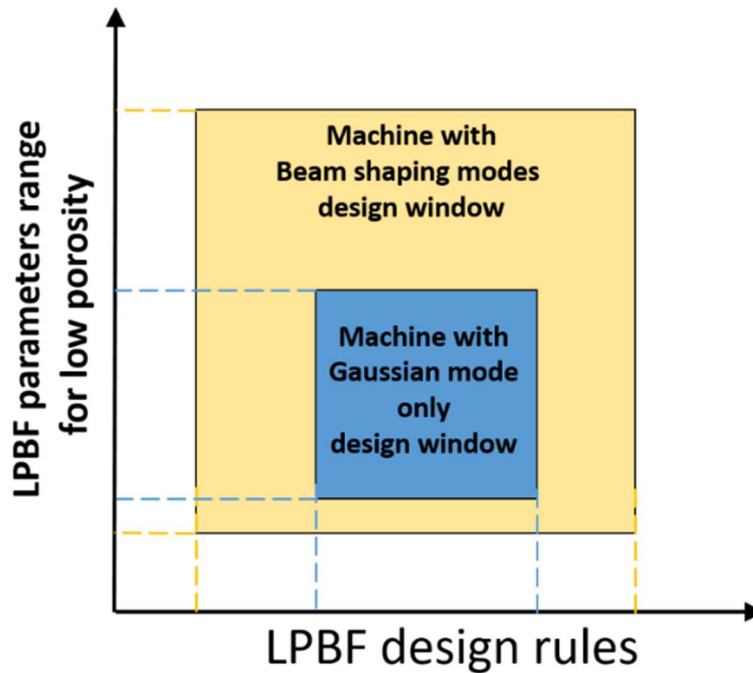 LPBF parameters range
for low porosity
Machine with
Beam shaping modes
design window
Machine with
Gaussian mode
only
design window
LPBF design rules